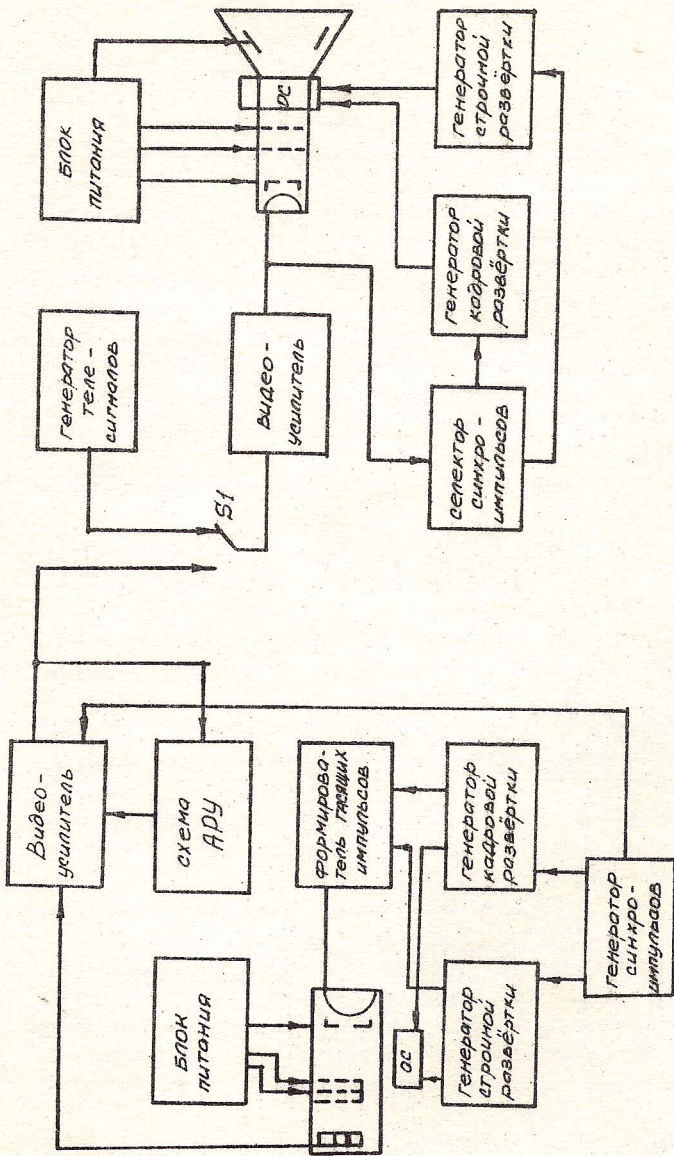 Видео-
усилитель
схема
АРУ
БЛОК
ПИТАНИЯ
формирова-
тель гасящих
импульсов
ОС
генератор
строчной
развёртки
генератор
кадровой
развёртки
генератор
синхро-
импульсов
генератор
теле-
сигналов
S1
видео-
усилитель
БЛОК
ПИТАНИЯ
ОС
селектор
синхро-
импульсов
генератор
кадровой
развёртки
генератор
строчной
развёртки